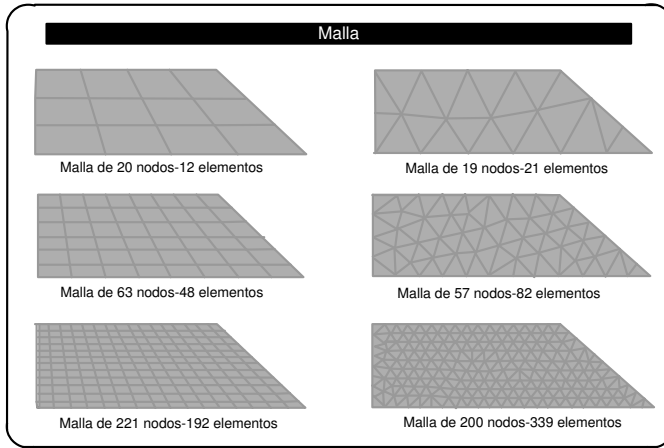 Malla
Malla de 20 nodos-12 elementos
Malla de 19 nodos-21 elementos
Malla de 63 nodos-48 elementos
Malla de 57 nodos-82 elementos
Malla de 221 nodos-192 elementos
Malla de 200 nodos-339 elementos